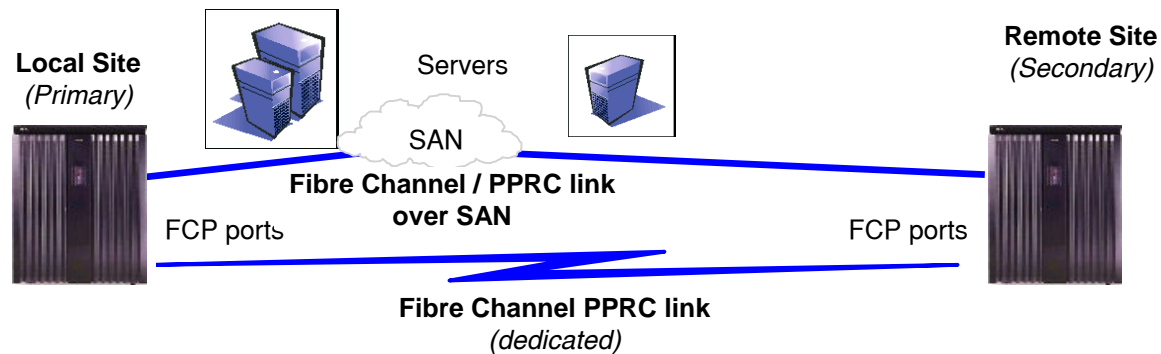 Local Site
(Primary)
Servers
Remote Site
(Secondary)
SAN
Fibre Channel / PPRC link
over SAN
FCP ports
FCP ports
Fibre Channel PPRC link
(dedicated)